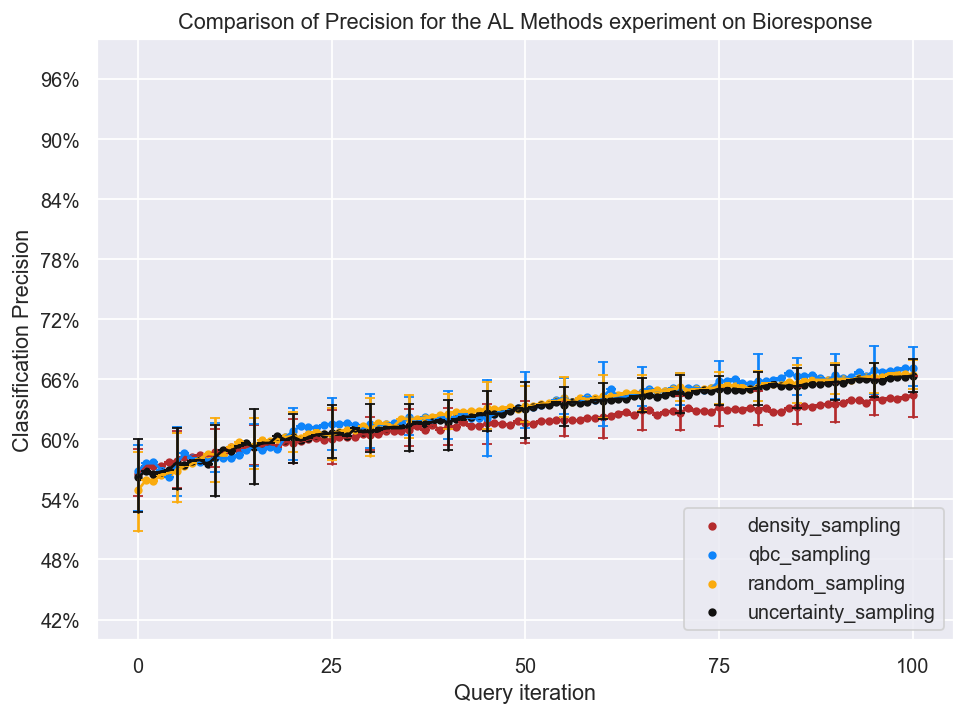 Comparison of Precision for the AL Methods experiment on Bioresponse
Classification Precision
96%
90%
84%
78%
72%
66%
60%
54%
48%
42%
density_sampling
qbc_sampling
random_sampling
uncertainty_sampling
0 25 50 75 100
Query iteration